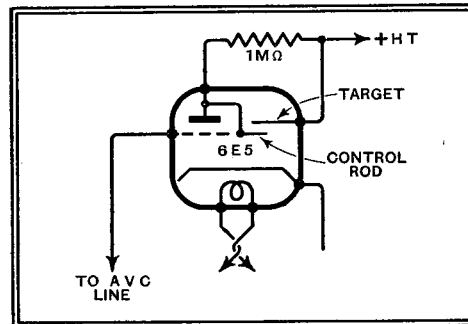 +HT
1MΩ
TARGET
6E5
CONTROL
ROD
TO AVC
LINE